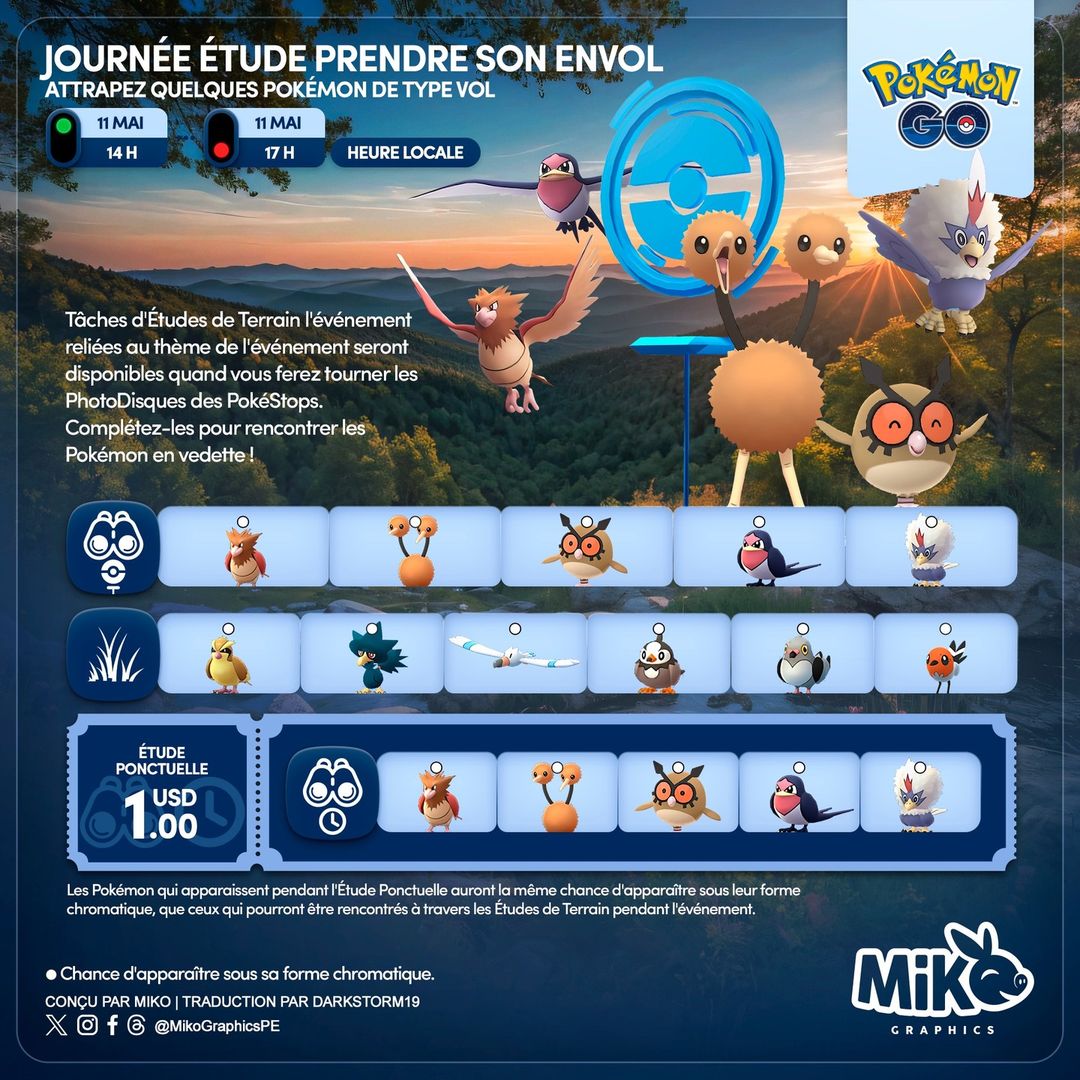 JOURNÉE ÉTUDE PRENDRE SON ENVOL
ATTRAPEZ QUELQUES POKÉMON DE TYPE VOL
11 MAI
14 H
11 MAI
17 H
HEURE LOCALE
POKÉMON
GO
Tâches d'Études de Terrain l'événement
reliées au thème de l'événement seront
disponibles quand vous ferez tourner les
PhotoDisques des PokéStops.
Complétez-les pour rencontrer les
Pokémon en vedette !
ÉTUDE
PONCTUELLE
1.00 USD
Les Pokémon qui apparaissent pendant l'Étude Ponctuelle auront la même chance d'apparaître sous leur forme
chromatique, que ceux qui pourront être rencontrés à travers les Études de Terrain pendant l'événement.
Chance d'apparaître sous sa forme chromatique.
CONÇU PAR MIKO | TRADUCTION PAR DARKSTORM19
@MikoGraphicsPE
MiKO
GRAPHICS